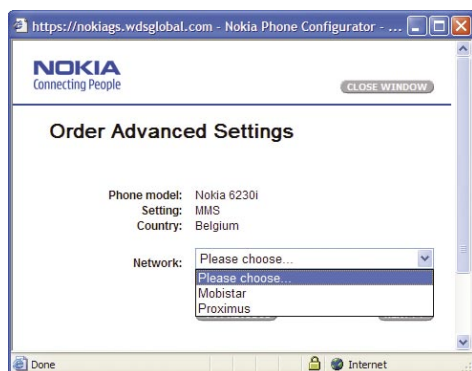 https://nokiags.wdsglobal.com - Nokia Phone Configurator - ...
NOKIA
Connecting People
CLOSE WINDOW
Order Advanced Settings
Phone model: Nokia 6230i
Setting: MMS
Country: Belgium
Network: Please choose...
Please choose...
Mobistar
Proximus
Done
Internet